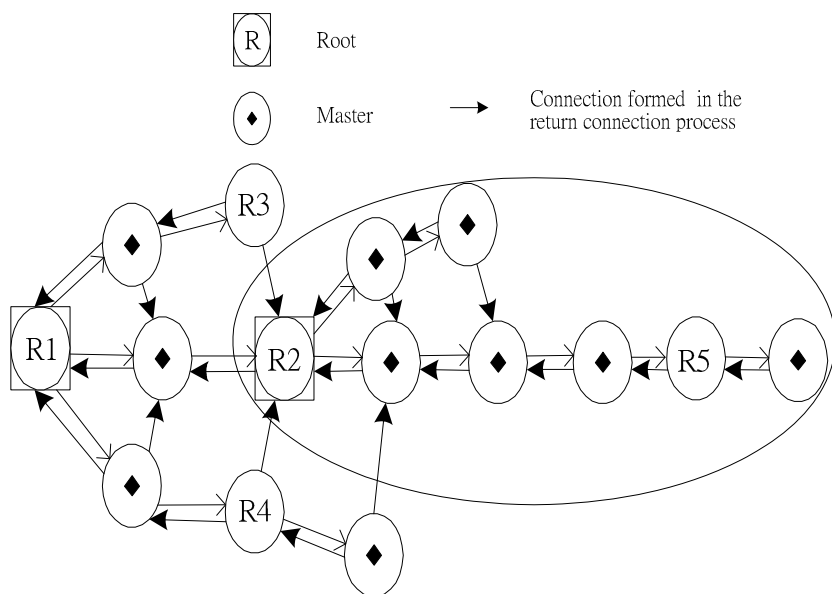 R
Root
Master
Connection formed in the
return connection process
R3
R1
R2
R5
R4